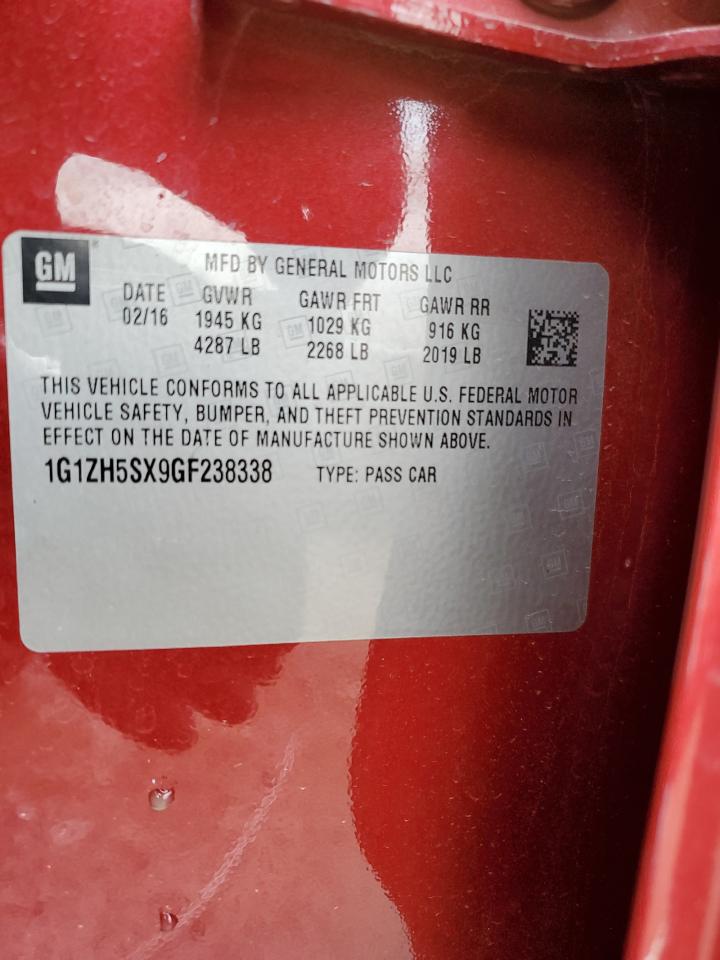 GM
MFD BY GENERAL MOTORS LLC
DATE GVWR GAWR FRT GAWR RR
02/16 1945 KG 1029 KG 916 KG
4287 LB 2268 LB 2019 LB
THIS VEHICLE CONFORMS TO ALL APPLICABLE U.S. FEDERAL MOTOR
VEHICLE SAFETY, BUMPER, AND THEFT PREVENTION STANDARDS IN
EFFECT ON THE DATE OF MANUFACTURE SHOWN ABOVE.
1G1ZH5SX9GF238338 TYPE: PASS CAR